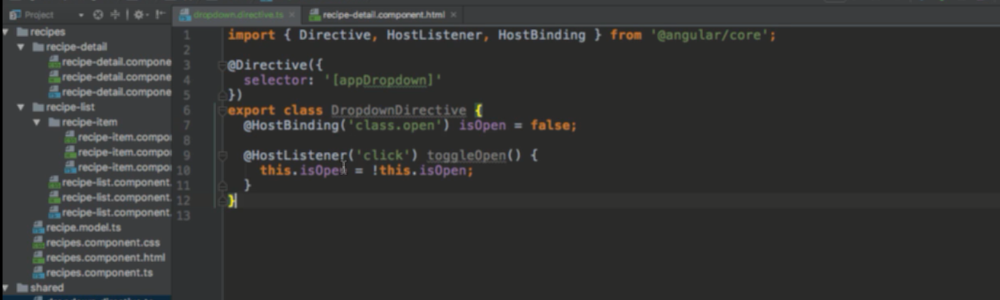 Project
dropdown.directive.ts
recipe-detail.component.html
recipes
recipe-detail
recipe-detail.compone
recipe-detail.compone
recipe-detail.compone
recipe-list
recipe-item
recipe-item.compo
recipe-item.compo
recipe-item.compo
recipe-list.component.
recipe-list.component.
recipe-list.component.
recipe.model.ts
recipes.component.css
recipes.component.html
recipes.component.ts
shared
1 import { Directive, HostListener, HostBinding } from '@angular/core';
2
3 @Directive({
4 selector: '[appDropdown]'
5 })
6 export class DropdownDirective {
7 @HostBinding('class.open') isOpen = false;
8
9 @HostListener('click') toggleOpen() {
10 this.isOpen = !this.isOpen;
11 }
12 }
13